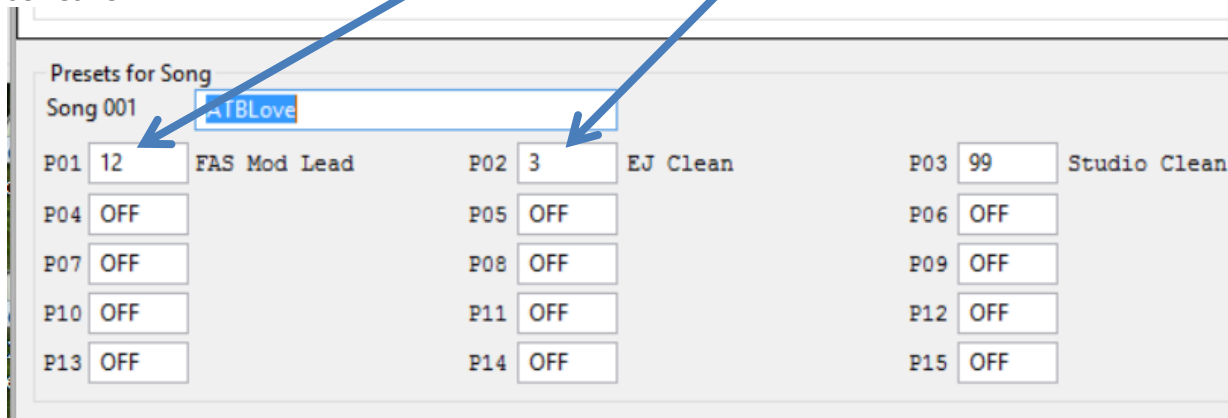 Presets for Song
Song 001 ATBLove
P01 12 FAS Mod Lead P02 3 EJ Clean P03 99 Studio Clean
P04 OFF P05 OFF P06 OFF
P07 OFF P08 OFF P09 OFF
P10 OFF P11 OFF P12 OFF
P13 OFF P14 OFF P15 OFF